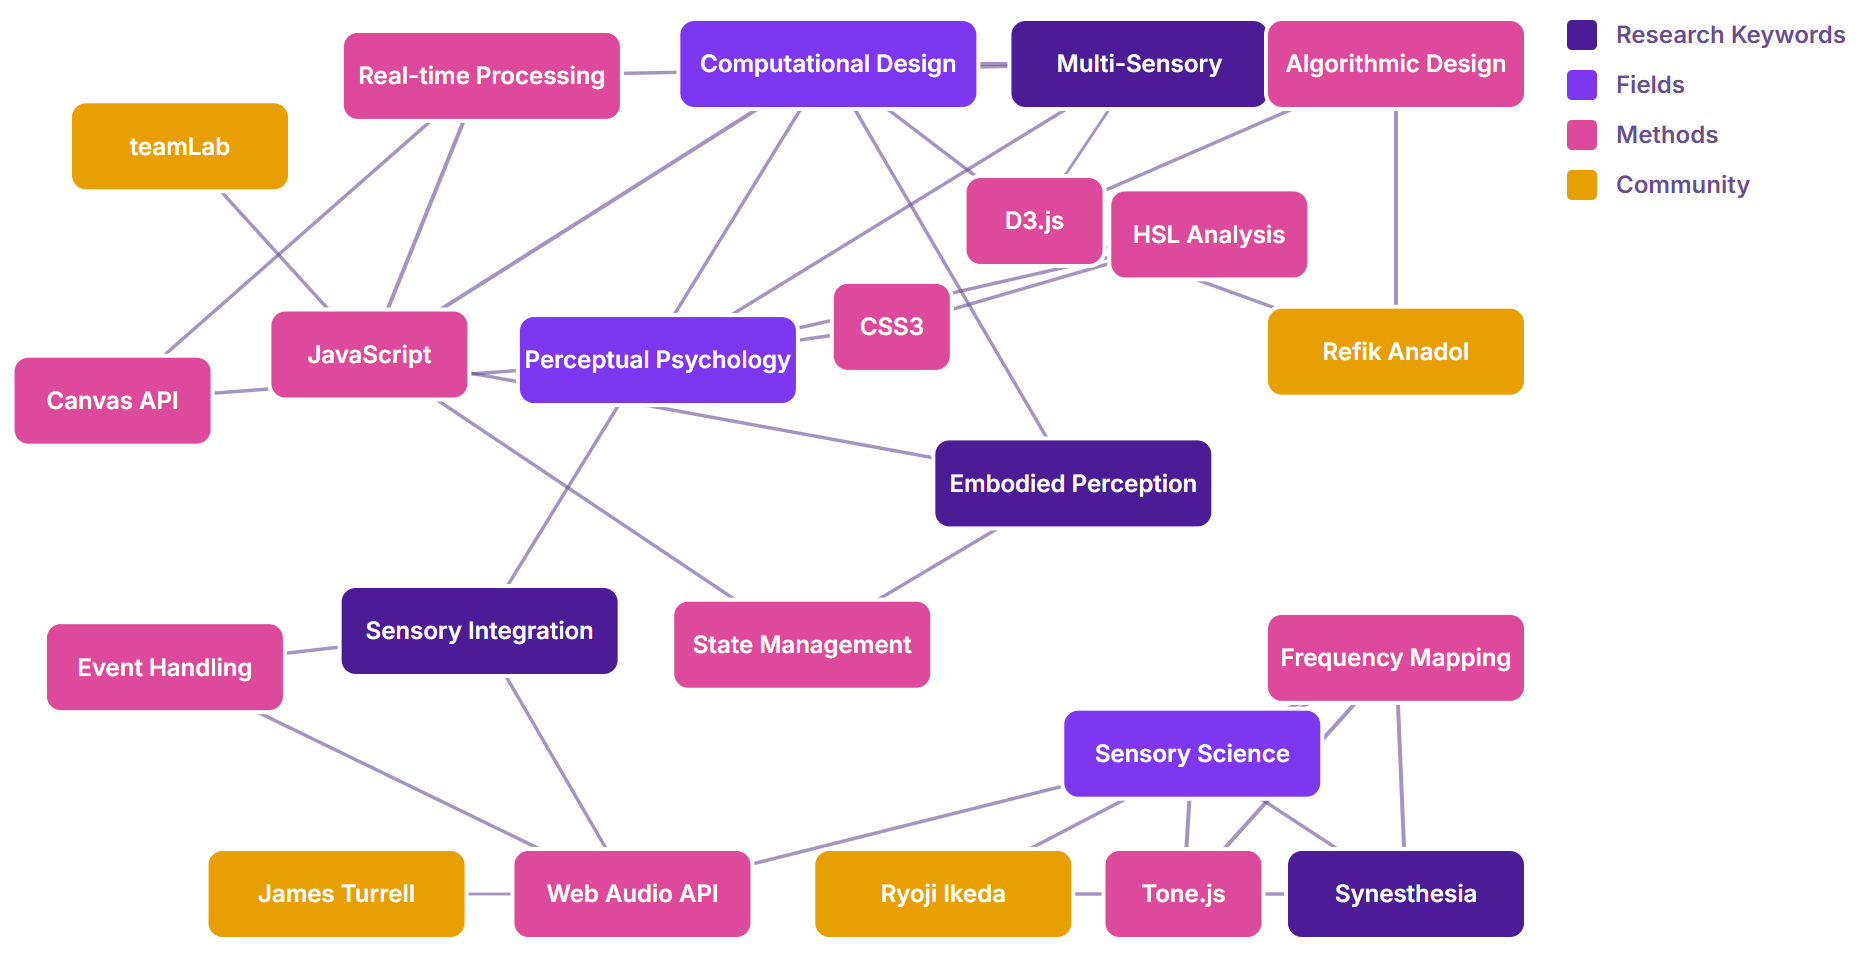 Real-time Processing
Computational Design
Multi-Sensory
Algorithmic Design
Research Keywords
Fields
Methods
Community
teamLab
D3.js
HSL Analysis
CSS3
JavaScript
Perceptual Psychology
Refik Anadol
Canvas API
Embodied Perception
Sensory Integration
State Management
Event Handling
Frequency Mapping
Sensory Science
James Turrell
Web Audio API
Ryoji Ikeda
Tone.js
Synesthesia